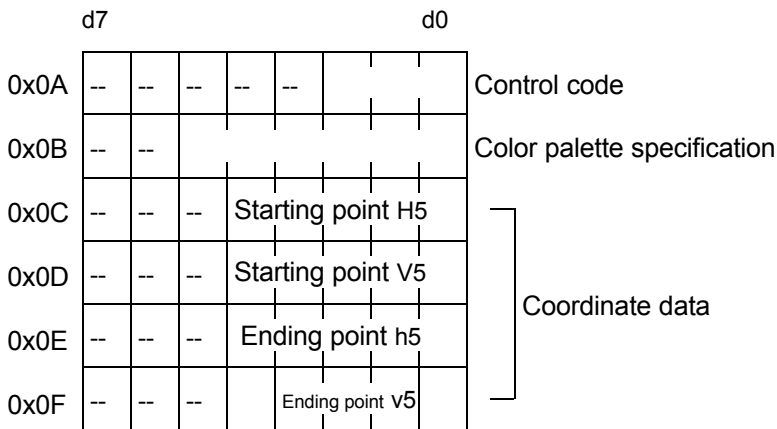 d7 d0
0x0A -- -- -- -- -- Control code
0x0B -- -- Color palette specification
0x0C -- -- -- Starting point H5
0x0D -- -- -- Starting point V5
Coordinate data
0x0E -- -- -- Ending point h5
0x0F -- -- -- Ending point v5